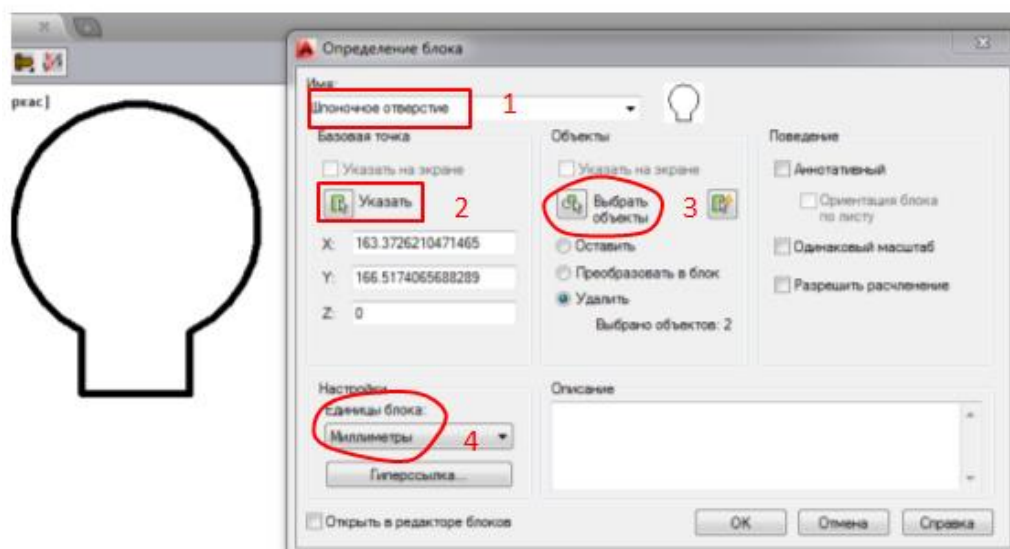 ркас]
Определение блока
Имя:
Шпоночное отверстие
1
Базовая точка
Указать на экране
Указать
2
X: 163.3726210471465
Y: 166.5174065688289
Z: 0
Объекты
Указать на экране
Выбрать
объекты
3
Оставить
Преобразовать в блок
Удалить
Выбрано объектов: 2
Поведение
Аннотативный
Ориентация блока
по листу
Одинаковый масштаб
Разрешить расчленение
Настройки
Единицы блока:
Миллиметры
4
Гиперссылка...
Описание
Открыть в редакторе блоков
OK
Отмена
Справка